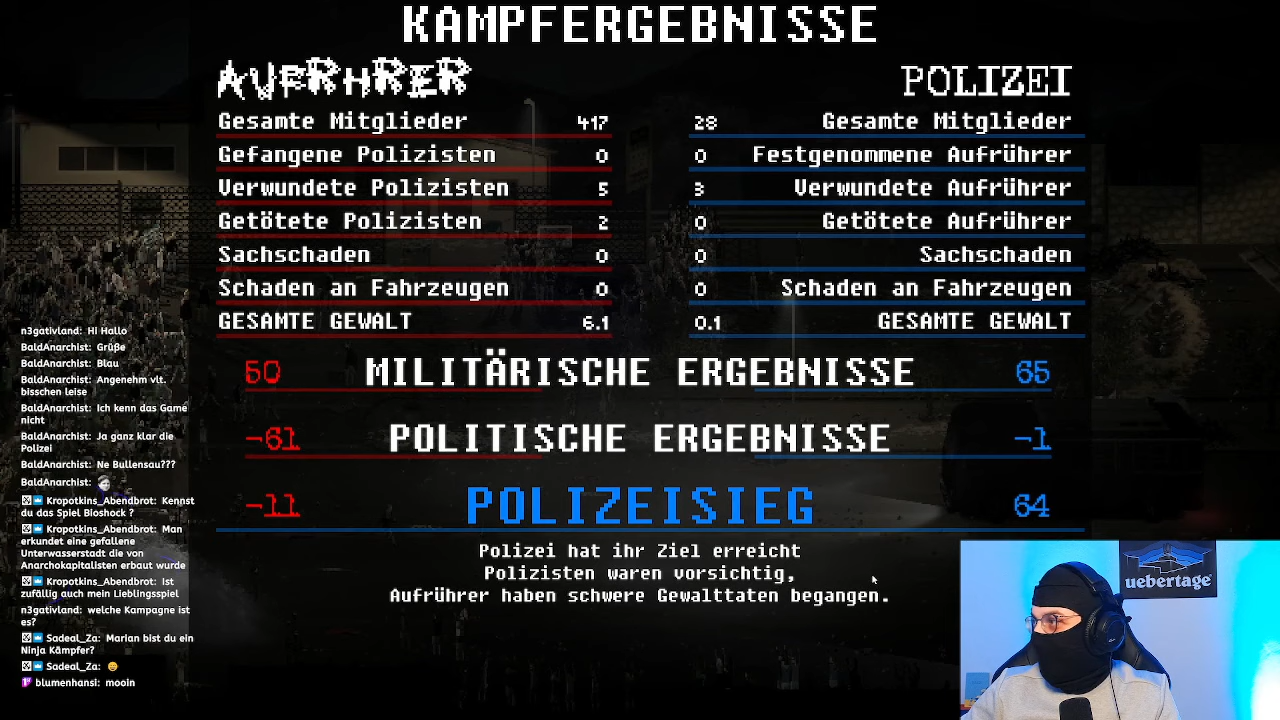 KAMPFERGEBNISSE
AUFRHRER
POLIZEI
Gesamte Mitglieder 417
28 Gesamte Mitglieder
Gefangene Polizisten 0
0 Festgenommene Aufrührer
Verwundete Polizisten 5
3 Verwundete Aufrührer
Getötete Polizisten 2
0 Getötete Aufrührer
Sachschaden 0
0 Sachschaden
Schaden an Fahrzeugen 0
0 Schaden an Fahrzeugen
GESAMTE GEWALT 6.1
0.1 GESAMTE GEWALT
50 MILITÄRISCHE ERGEBNISSE 65
-61 POLITISCHE ERGEBNISSE -1
-11 POLIZEISIEG 64
Polizei hat ihr Ziel erreicht
Polizisten waren vorsichtig,
Aufrührer haben schwere Gewalttaten begangen.
n3gativland: Hi Hallo
BaldAnarchist: Grüße
BaldAnarchist: Blau
BaldAnarchist: Angenehm vlt.
bisschen leise
BaldAnarchist: Ich kenn das Game
nicht
BaldAnarchist: Ja ganz klar die
Polizei
BaldAnarchist: Ne Bullensau???
BaldAnarchist:
Kropotkins_Abendbrot: Kennst
du das Spiel Bioshock ?
Kropotkins_Abendbrot: Man
erkundet eine gefallene
Unterwasserstadt die von
Anarchokapitalisten erbaut wurde
Kropotkins_Abendbrot: Ist
zufällig auch mein Lieblingsspiel
n3gativland: welche Kampagne ist
es?
Sadeal_Za: Marian bist du ein
Ninja Kämpfer?
Sadeal_Za: 😄
blumenhansi: mooin
uebertage